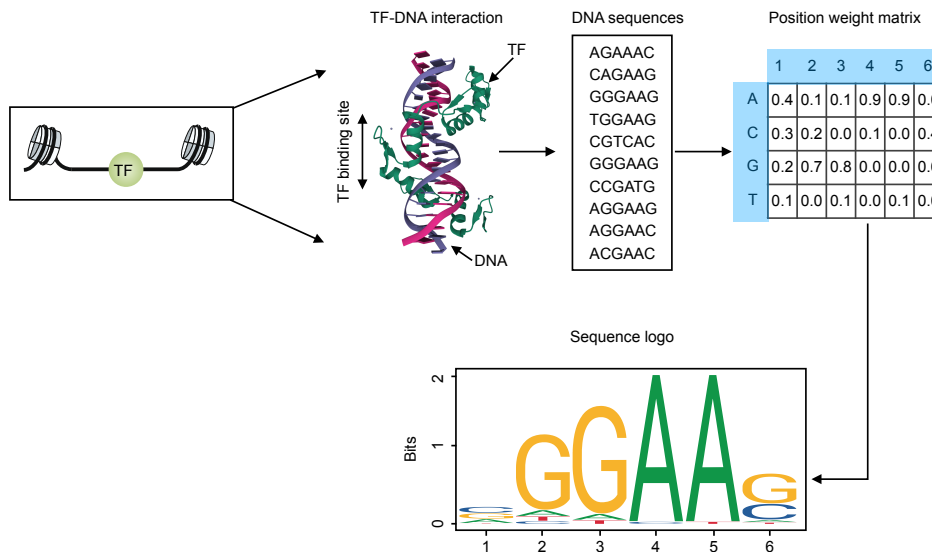 TF-DNA interaction
DNA sequences
Position weight matrix
TF
TF binding site
TF
DNA
AGAAAC
CAGAAG
GGGAAG
TGGAAG
CGTCAC
GGGAAG
CCGATG
AGGAAG
AGGAAC
ACGAAC
1 2 3 4 5 6
A 0.4 0.1 0.1 0.9 0.9
C 0.3 0.2 0.0 0.1 0.0
G 0.2 0.7 0.8 0.0 0.0
T 0.1 0.0 0.1 0.0 0.1
Sequence logo
2
1
0
Bits
G G A A G
C G C
1 2 3 4 5 6